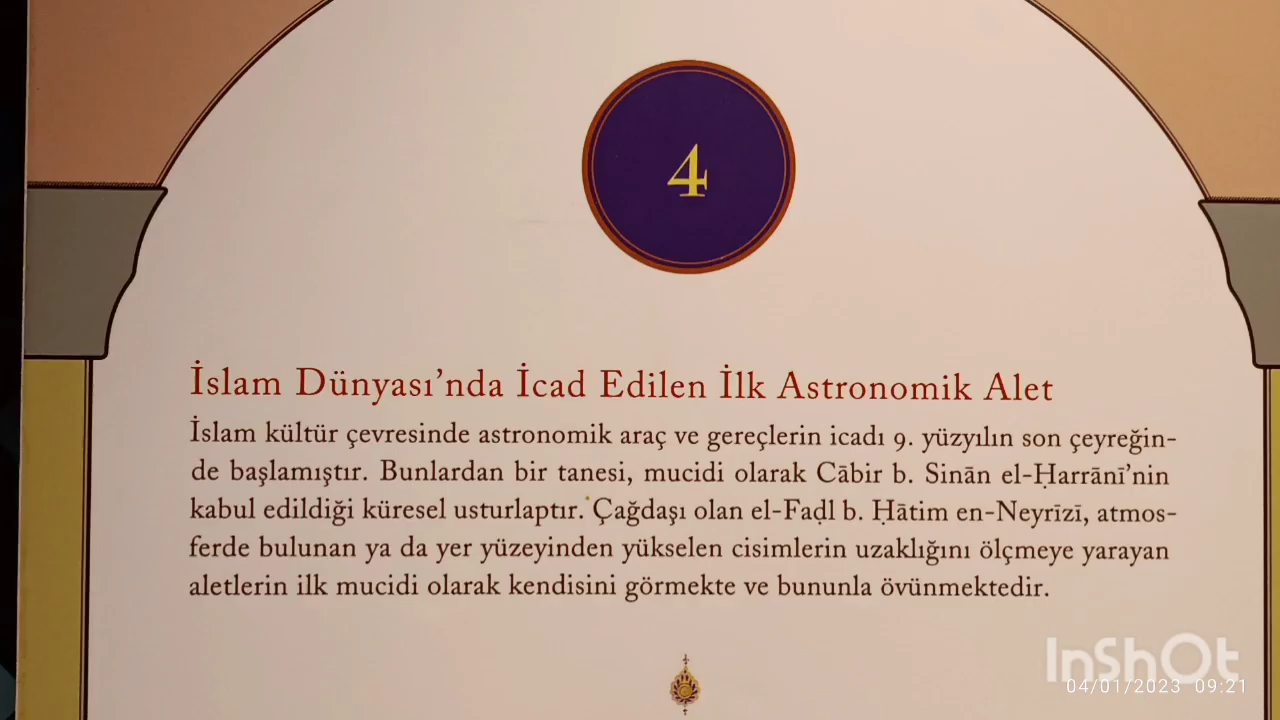 4
İslam Dünyası’nda İcad Edilen İlk Astronomik Alet
İslam kültür çevresinde astronomik araç ve gereçlerin icadı 9. yüzyılın son çeyreğin-
de başlamıştır. Bunlardan bir tanesi, mucidi olarak Cābir b. Sinān el-Ḥarrānī’nin
kabul edildiği küresel usturlaptır. Çağdaşı olan el-Faḍl b. Ḥātim en-Neyrīzī, atmos-
ferde bulunan ya da yer yüzeyinden yükselen cisimlerin uzaklığını ölçmeye yarayan
aletlerin ilk mucidi olarak kendisini görmekte ve bununla övünmektedir.
InShOt
04/01/2023 09:21